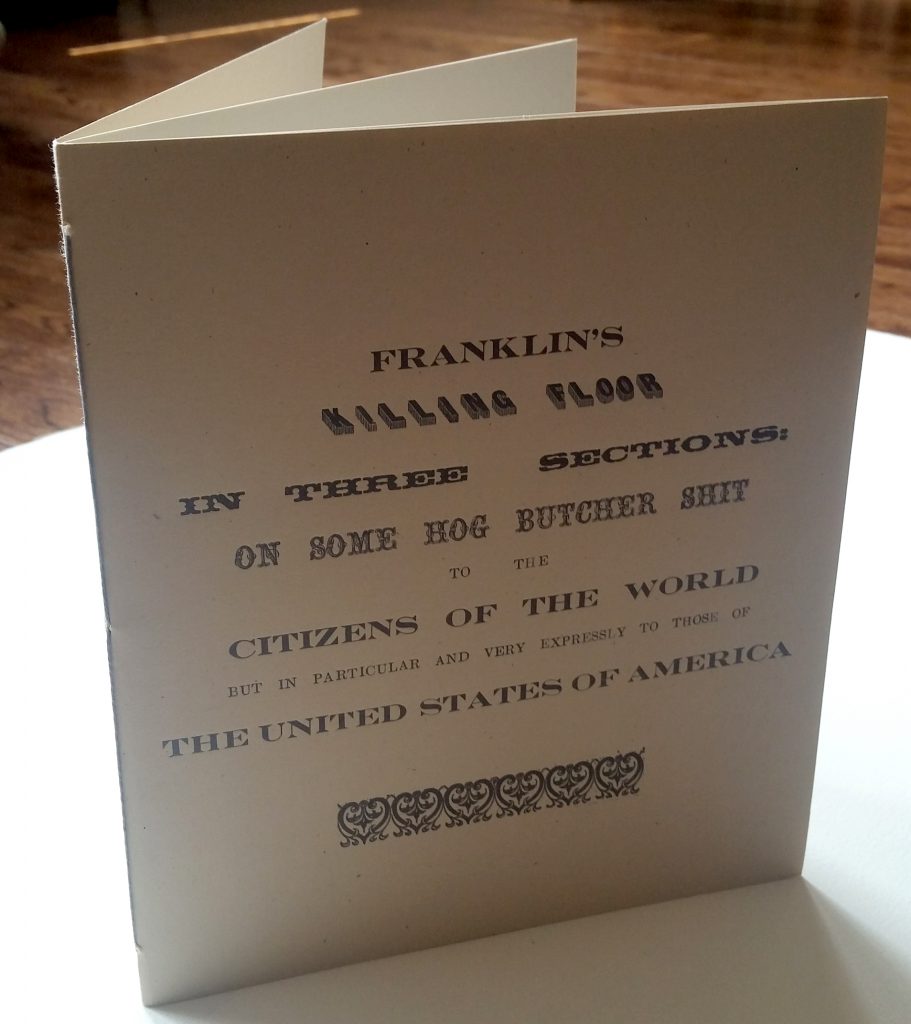 FRANKLIN'S
KILLING FLOOR
IN THREE SECTIONS:
ON SOME HOG BUTCHER SHIT
TO THE
CITIZENS OF THE WORLD
BUT IN PARTICULAR AND VERY EXPRESSLY TO THOSE OF
THE UNITED STATES OF AMERICA